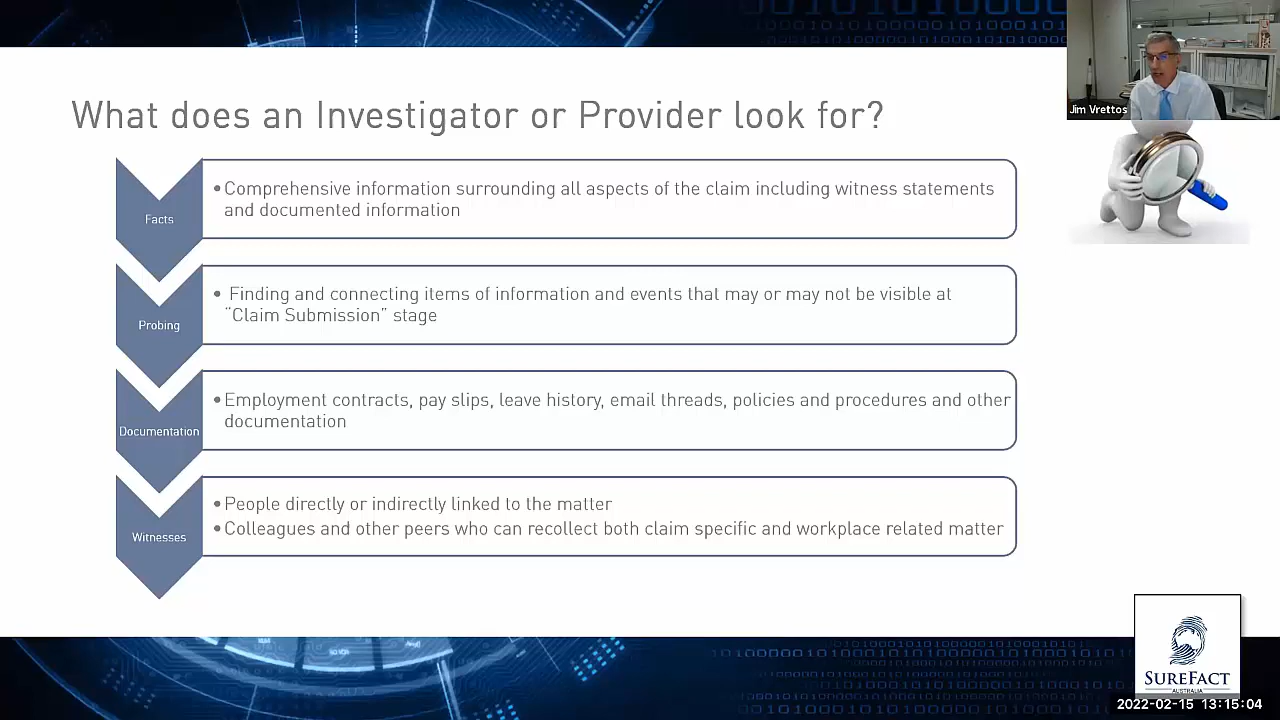 Jim Vrettos
What does an Investigator or Provider look for?
Facts
•Comprehensive information surrounding all aspects of the claim including witness statements
and documented information
Probing
• Finding and connecting items of information and events that may or may not be visible at
“Claim Submission” stage
Documentation
•Employment contracts, pay slips, leave history, email threads, policies and procedures and other
documentation
Witnesses
•People directly or indirectly linked to the matter
•Colleagues and other peers who can recollect both claim specific and workplace related matter
SUREFACT
AUSTRALIA
2022-02-15 13:15:04